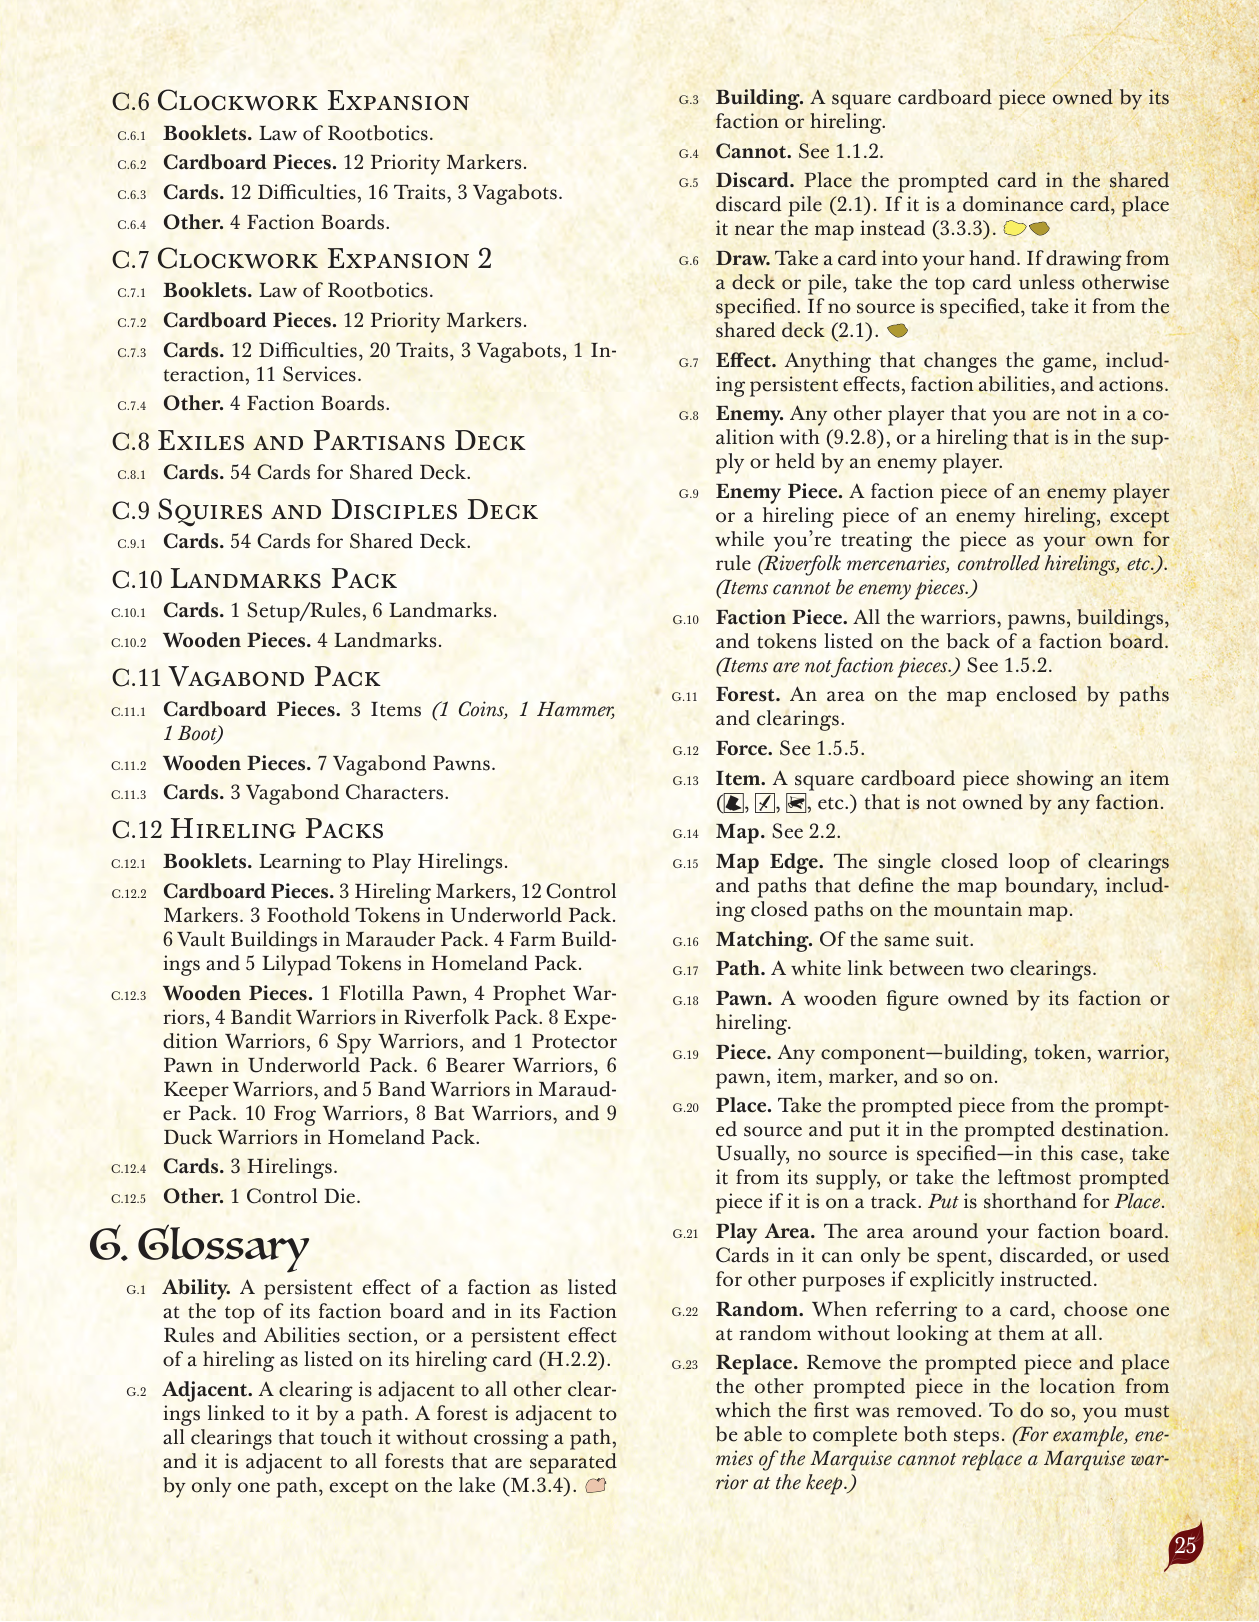 C.6 Clockwork Expansion
C.6.1 Booklets. Law of Rootbotics.
C.6.2 Cardboard Pieces. 12 Priority Markers.
C.6.3 Cards. 12 Difficulties, 16 Traits, 3 Vagabots.
C.6.4 Other. 4 Faction Boards.
C.7 Clockwork Expansion 2
C.7.1 Booklets. Law of Rootbotics.
C.7.2 Cardboard Pieces. 12 Priority Markers.
C.7.3 Cards. 12 Difficulties, 20 Traits, 3 Vagabots, 1 In-
teraction, 11 Services.
C.7.4 Other. 4 Faction Boards.
C.8 Exiles and Partisans Deck
C.8.1 Cards. 54 Cards for Shared Deck.
C.9 Squires and Disciples Deck
C.9.1 Cards. 54 Cards for Shared Deck.
C.10 Landmarks Pack
C.10.1 Cards. 1 Setup/Rules, 6 Landmarks.
C.10.2 Wooden Pieces. 4 Landmarks.
C.11 Vagabond Pack
C.11.1 Cardboard Pieces. 3 Items (1 Coins, 1 Hammer,
1 Boot)
C.11.2 Wooden Pieces. 7 Vagabond Pawns.
C.11.3 Cards. 3 Vagabond Characters.
C.12 Hireling Packs
C.12.1 Booklets. Learning to Play Hirelings.
C.12.2 Cardboard Pieces. 3 Hireling Markers, 12 Control
Markers. 3 Foothold Tokens in Underworld Pack.
6 Vault Buildings in Marauder Pack. 4 Farm Build-
ings and 5 Lilypad Tokens in Homeland Pack.
C.12.3 Wooden Pieces. 1 Flotilla Pawn, 4 Prophet War-
riors, 4 Bandit Warriors in Riverfolk Pack. 8 Expe-
dition Warriors, 6 Spy Warriors, and 1 Protector
Pawn in Underworld Pack. 6 Bearer Warriors, 6
Keeper Warriors, and 5 Band Warriors in Maraud-
er Pack. 10 Frog Warriors, 8 Bat Warriors, and 9
Duck Warriors in Homeland Pack.
C.12.4 Cards. 3 Hirelings.
C.12.5 Other. 1 Control Die.
G. Glossary
G.1 Ability. A persistent effect of a faction as listed
at the top of its faction board and in its Faction
Rules and Abilities section, or a persistent effect
of a hireling as listed on its hireling card (H.2.2).
G.2 Adjacent. A clearing is adjacent to all other clear-
ings linked to it by a path. A forest is adjacent to
all clearings that touch it without crossing a path,
and it is adjacent to all forests that are separated
by only one path, except on the lake (M.3.4).
G.3 Building. A square cardboard piece owned by its
faction or hireling.
G.4 Cannot. See 1.1.2.
G.5 Discard. Place the prompted card in the shared
discard pile (2.1). If it is a dominance card, place
it near the map instead (3.3.3).
G.6 Draw. Take a card into your hand. If drawing from
a deck or pile, take the top card unless otherwise
specified. If no source is specified, take it from the
shared deck (2.1).
G.7 Effect. Anything that changes the game, includ-
ing persistent effects, faction abilities, and actions.
G.8 Enemy. Any other player that you are not in a co-
alition with (9.2.8), or a hireling that is in the sup-
ply or held by an enemy player.
G.9 Enemy Piece. A faction piece of an enemy player
or a hireling piece of an enemy hireling, except
while you're treating the piece as your own for
rule (Riverfolk mercenaries, controlled hirelings, etc.).
(Items cannot be enemy pieces.)
G.10 Faction Piece. All the warriors, pawns, buildings,
and tokens listed on the back of a faction board.
(Items are not faction pieces.) See 1.5.2.
G.11 Forest. An area on the map enclosed by paths
and clearings.
G.12 Force. See 1.5.5.
G.13 Item. A square cardboard piece showing an item
( , , , etc.) that is not owned by any faction.
G.14 Map. See 2.2.
G.15 Map Edge. The single closed loop of clearings
and paths that define the map boundary, includ-
ing closed paths on the mountain map.
G.16 Matching. Of the same suit.
G.17 Path. A white link between two clearings.
G.18 Pawn. A wooden figure owned by its faction or
hireling.
G.19 Piece. Any component—building, token, warrior,
pawn, item, marker, and so on.
G.20 Place. Take the prompted piece from the prompt-
ed source and put it in the prompted destination.
Usually, no source is specified—in this case, take
it from its supply, or take the leftmost prompted
piece if it is on a track. Put is shorthand for Place.
G.21 Play Area. The area around your faction board.
Cards in it can only be spent, discarded, or used
for other purposes if explicitly instructed.
G.22 Random. When referring to a card, choose one
at random without looking at them at all.
G.23 Replace. Remove the prompted piece and place
the other prompted piece in the location from
which the first was removed. To do so, you must
be able to complete both steps. (For example, ene-
mies of the Marquise cannot replace a Marquise war-
rior at the keep.)
25